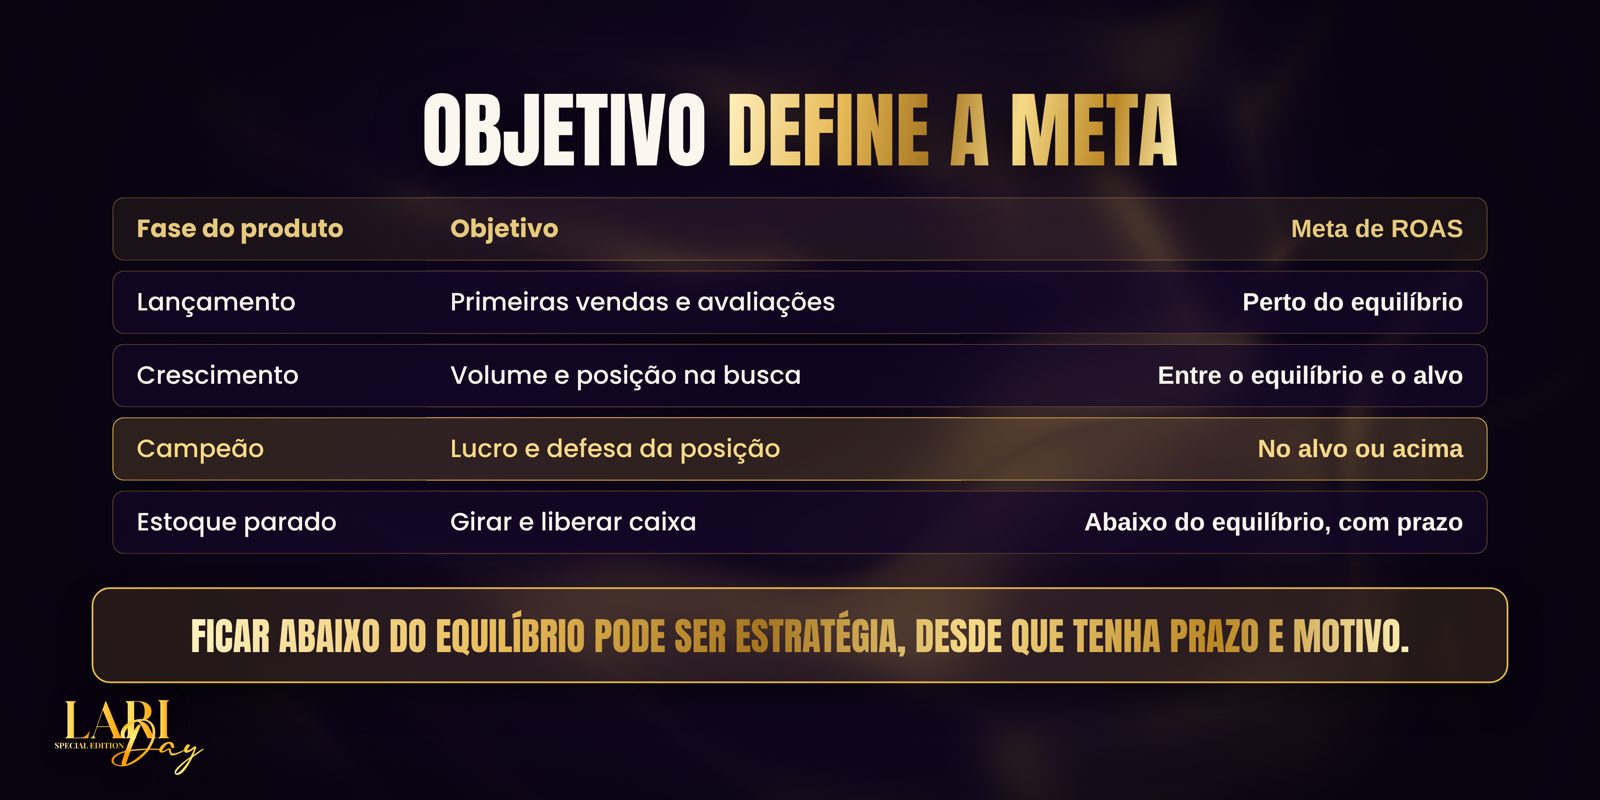 OBJETIVO DEFINE A META
Fase do produto Objetivo Meta de ROAS
Lançamento Primeiras vendas e avaliações Perto do equilíbrio
Crescimento Volume e posição na busca Entre o equilíbrio e o alvo
Campeão Lucro e defesa da posição No alvo ou acima
Estoque parado Girar e liberar caixa Abaixo do equilíbrio, com prazo
FICAR ABAIXO DO EQUILÍBRIO PODE SER ESTRATÉGIA, DESDE QUE TENHA PRAZO E MOTIVO.
LARI
SPECIAL EDITION Day